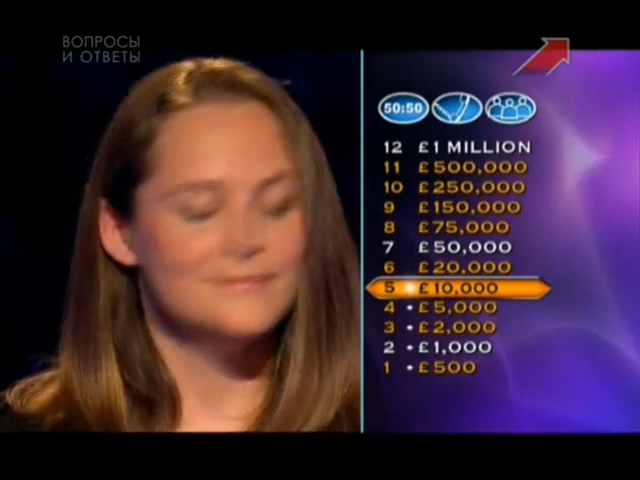 ВОПРОСЫ
И ОТВЕТЫ
50:50
12 £1 MILLION
11 £500,000
10 £250,000
9 £150,000
8 £75,000
7 £50,000
6 £20,000
5 • £10,000
4 • £5,000
3 • £2,000
2 • £1,000
1 • £500